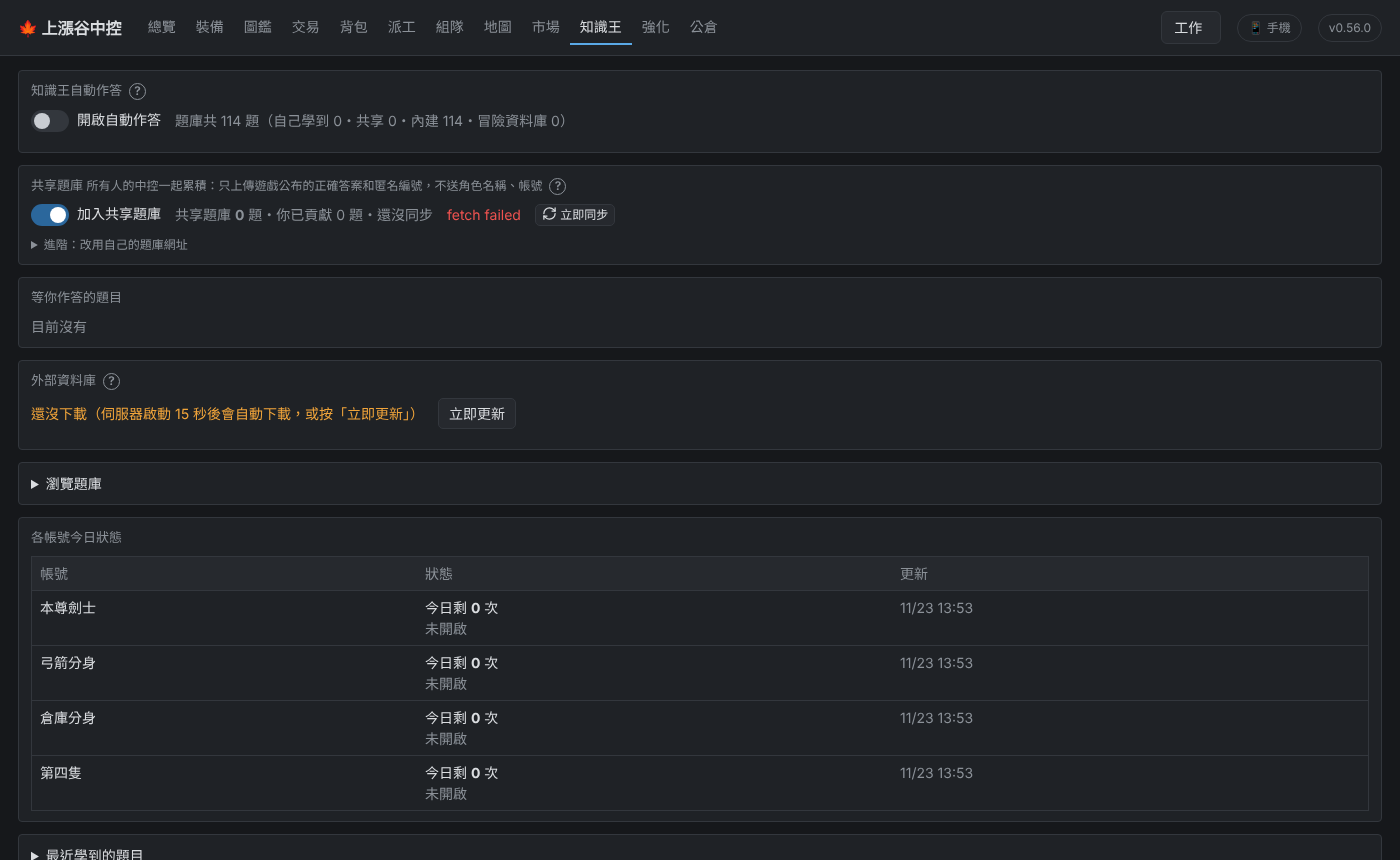 🍁 上漲谷中控 總覽 裝備 圖鑑 交易 背包 派工 組隊 地圖 市場 知識王 強化 公倉 工作 📱 手機 v0.56.0
知識王自動作答 ?
開啟自動作答 題庫共 114 題（自己學到 0・共享 0・內建 114・冒險資料庫 0）
共享題庫 所有人的中控一起累積：只上傳遊戲公布的正確答案和匿名編號，不送角色名稱、帳號 ?
加入共享題庫 共享題庫 0 題・你已貢獻 0 題・還沒同步 fetch failed 立即同步
▶ 進階：改用自己的題庫網址
等你作答的題目
目前沒有
外部資料庫 ?
還沒下載（伺服器啟動 15 秒後會自動下載，或按「立即更新」） 立即更新
▶ 瀏覽題庫
各帳號今日狀態
帳號 狀態 更新
本尊劍士 今日剩 0 次 11/23 13:53
未開啟
弓箭分身 今日剩 0 次 11/23 13:53
未開啟
倉庫分身 今日剩 0 次 11/23 13:53
未開啟
第四隻 今日剩 0 次 11/23 13:53
未開啟
▶ 最近學到的題目